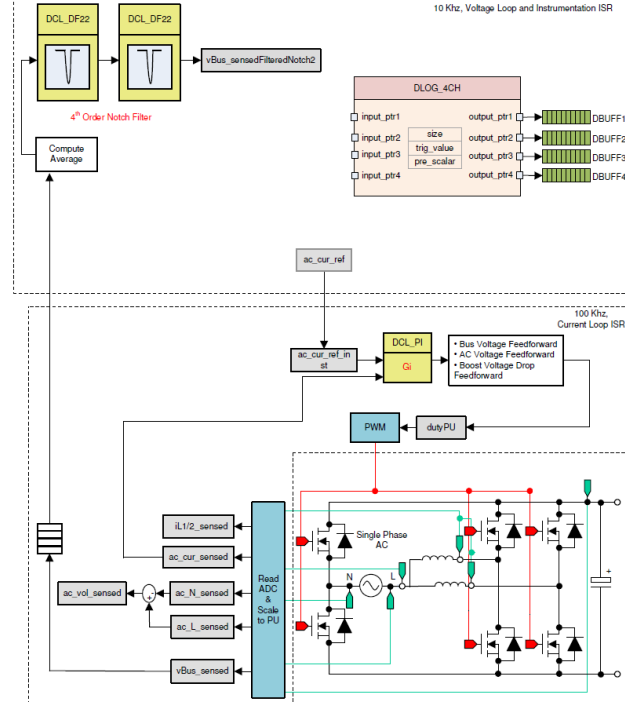 10 Khz, Voltage Loop and Instrumentation ISR
DCL_DF22
DCL_DF22
vBus_sensedFilteredNotch2
4th Order Notch Filter
DLOG_4CH
input_ptr1
output_ptr1
DBUFF1
input_ptr2
size
output_ptr2
DBUFF2
input_ptr3
trig_value
output_ptr3
DBUFF3
pre_scalar
input_ptr4
output_ptr4
DBUFF4
Compute
Average
ac_cur_ref
100 Khz,
Current Loop ISR
ac_cur_ref_in
st
DCL_PI
Gi
• Bus Voltage Feedforward
• AC Voltage Feedforward
• Boost Voltage Drop
Feedforward
PWM
dutyPU
iL1/2_sensed
ac_cur_sensed
ac_vol_sensed
-
+
ac_N_sensed
ac_L_sensed
vBus_sensed
Read
ADC
&
Scale
to PU
Single Phase
AC
N
L
+